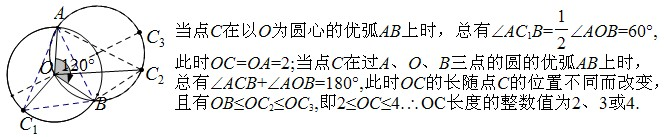 A
C₃
O
120°
C₂
B
C₁
当点C在以O为圆心的优弧AB上时，总有∠AC₁B=1/2∠AOB=60°,
此时OC=OA=2;当点C在过A、O、B三点的圆的优弧AB上时，
总有∠ACB+∠AOB=180°,此时OC的长随点C的位置不同而改变，
且有OB≤OC₂≤OC₃,即2≤OC≤4.∴OC长度的整数值为2、3或4.